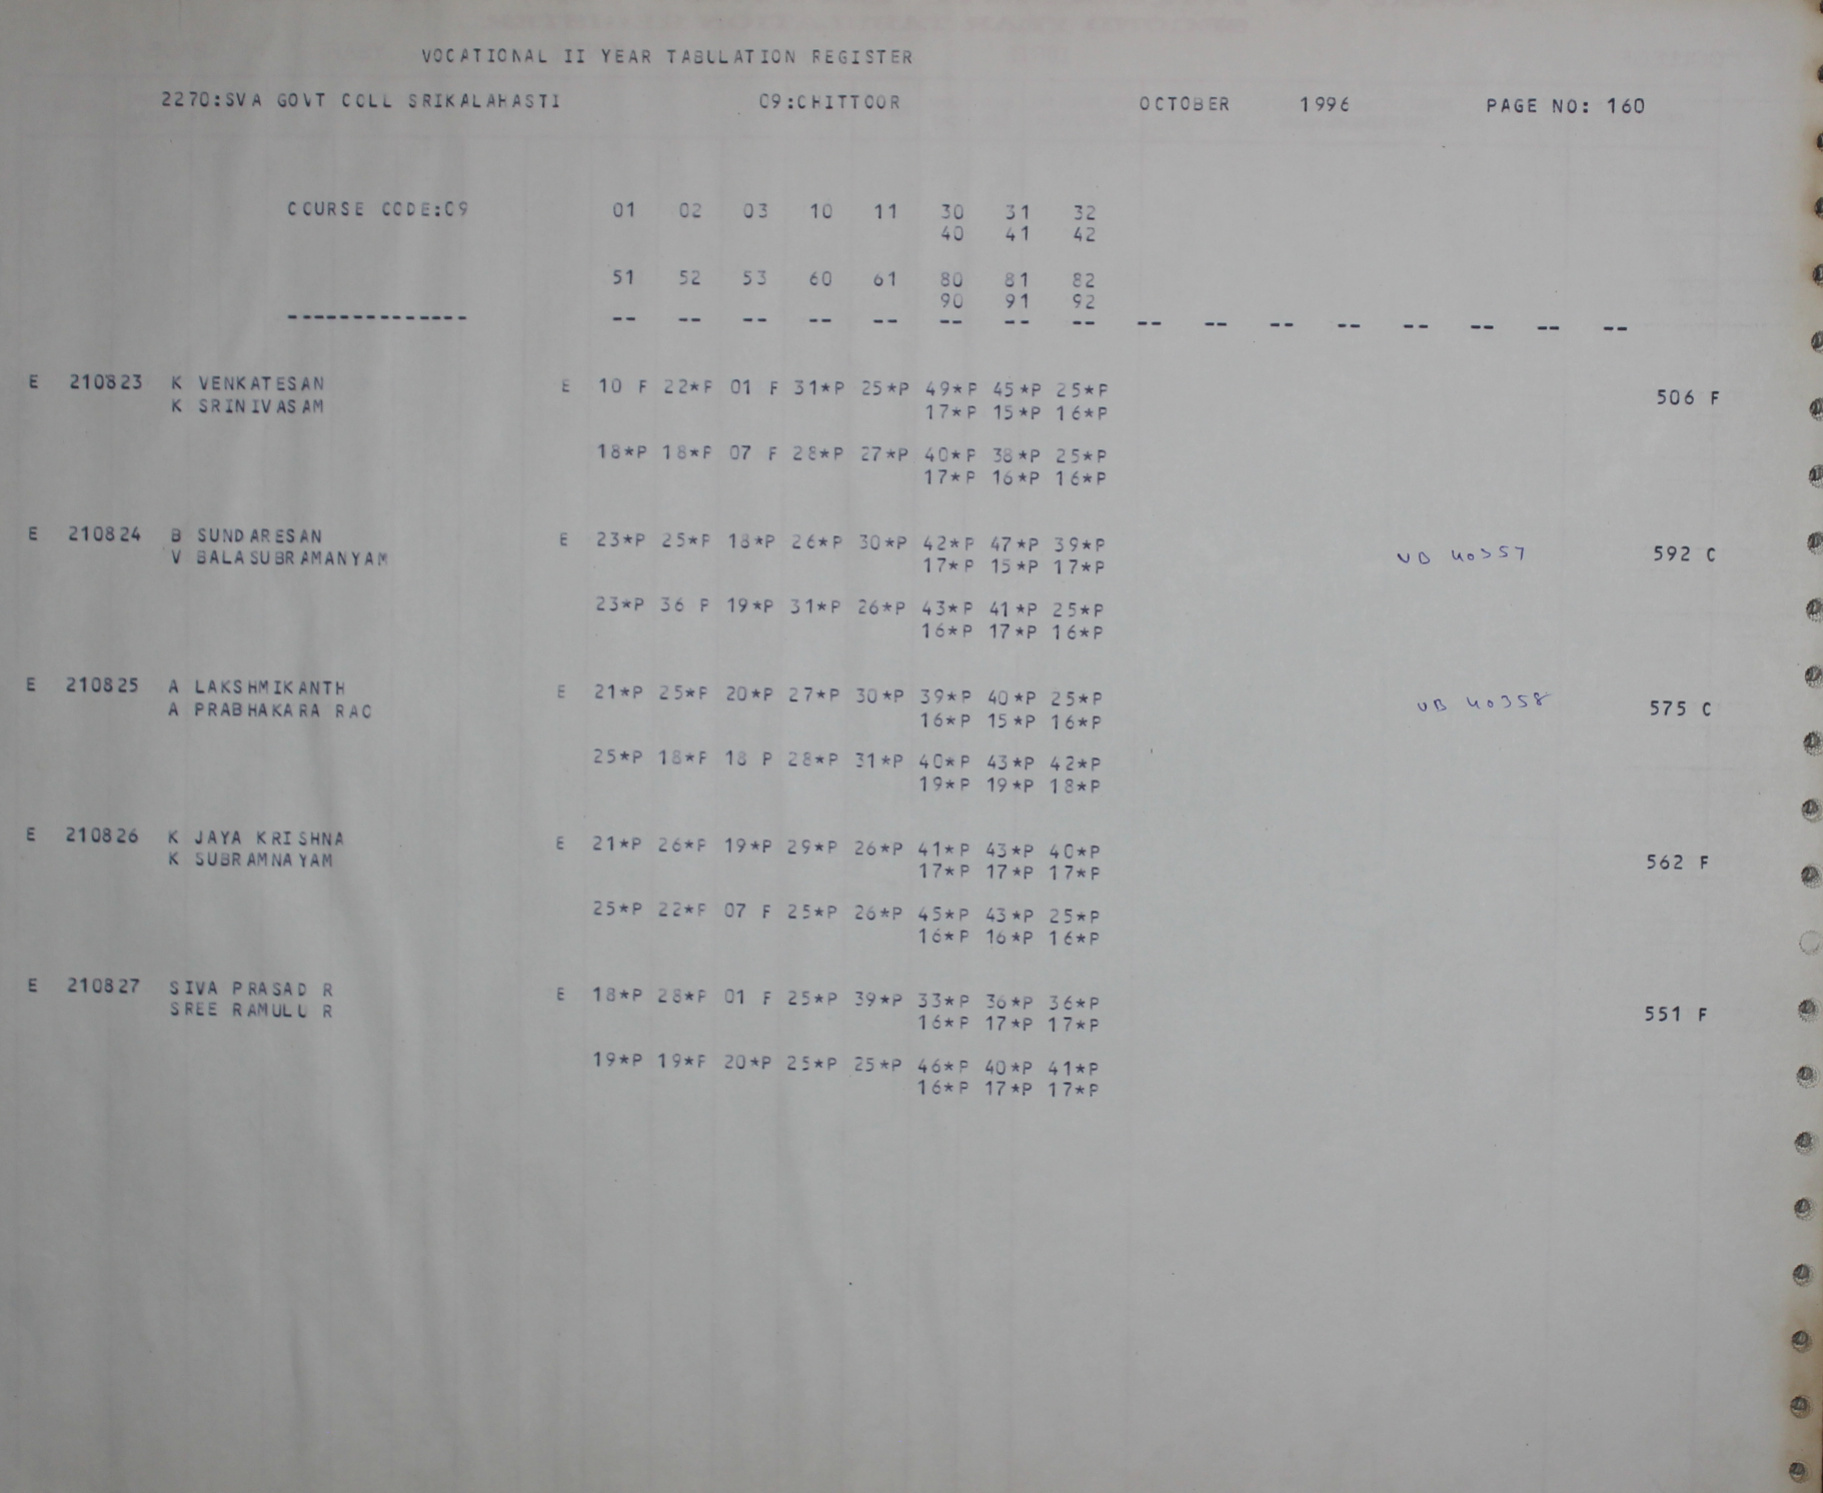 VOCATIONAL II YEAR TABULATION REGISTER
2270:SVA GOVT COLL SRIKALAHASTI 09:CHITTOOR OCTOBER 1996 PAGE NO: 160
COURSE CODE:09 01 02 03 10 11 30 31 32
40 41 42
51 52 53 60 61 80 81 82
90 91 92
-------------- -- -- -- -- -- -- -- -- -- -- -- -- -- -- -- --
E 210823 K VENKATESAN E 10 F 22*P 01 F 31*P 25*P 49*P 45*P 25*P
K SRINIVASAM 17*P 15*P 16*P 506 F
18*P 18*P 07 F 28*P 27*P 40*P 38*P 25*P
17*P 16*P 16*P
E 210824 B SUNDARESAN E 23*P 25*P 18*P 26*P 30*P 42*P 47*P 39*P
V BALASUBRAMANYAM 17*P 15*P 17*P VB 40357 592 C
23*P 36 P 19*P 31*P 26*P 43*P 41*P 25*P
16*P 17*P 16*P
E 210825 A LAKSHMIKANTH E 21*P 25*P 20*P 27*P 30*P 39*P 40*P 25*P
A PRABHAKARA RAO 16*P 15*P 16*P VB 40358 575 C
25*P 18*P 18 P 28*P 31*P 40*P 43*P 42*P
19*P 19*P 18*P
E 210826 K JAYA KRISHNA E 21*P 26*P 19*P 29*P 26*P 41*P 43*P 40*P
K SUBRAMNAYAM 17*P 17*P 17*P 562 F
25*P 22*P 07 F 25*P 26*P 45*P 43*P 25*P
16*P 16*P 16*P
E 210827 SIVA PRASAD R E 18*P 28*P 01 F 25*P 39*P 33*P 36*P 36*P
SREE RAMULU R 16*P 17*P 17*P 551 F
19*P 19*P 20*P 25*P 25*P 46*P 40*P 41*P
16*P 17*P 17*P